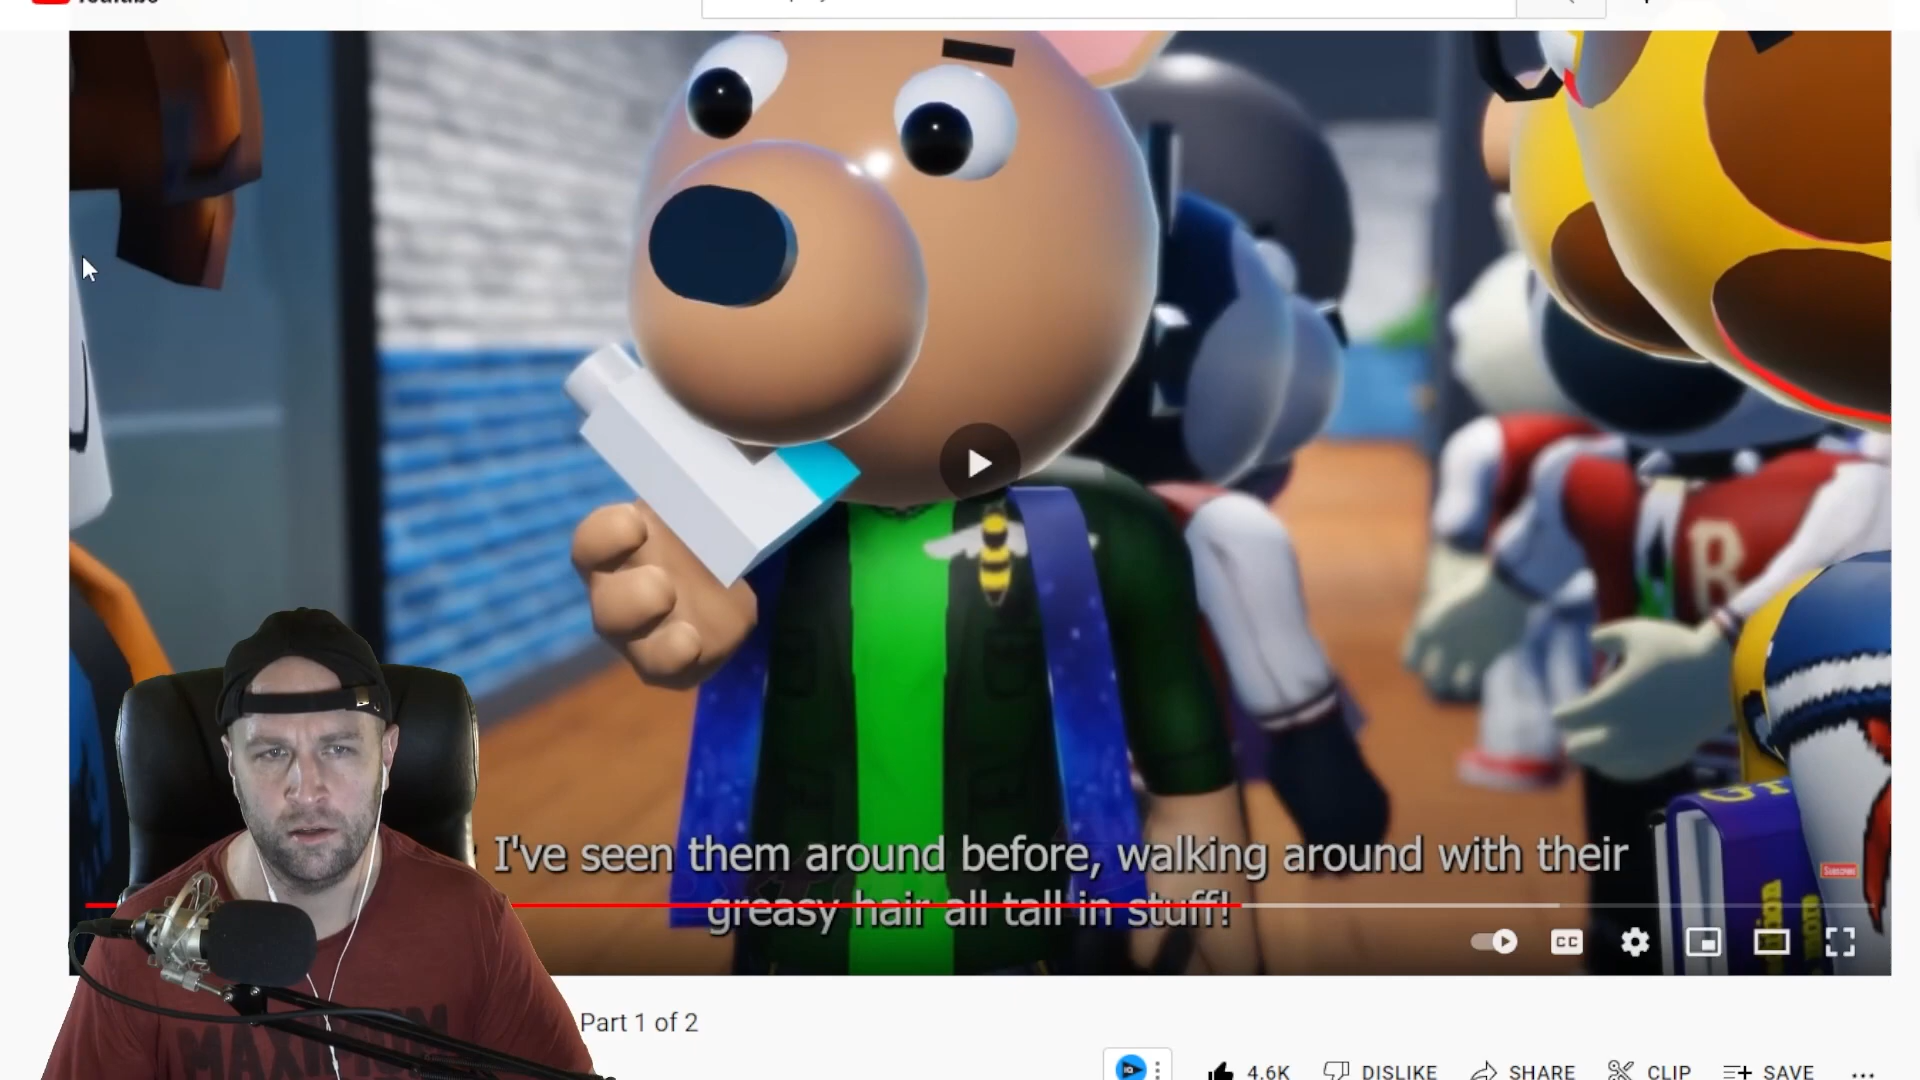 I've seen them around before, walking around with their
greasy hair all tall in stuff!
R
CC
Part 1 of 2
4.6K DISLIKE SHARE CLIP SAVE